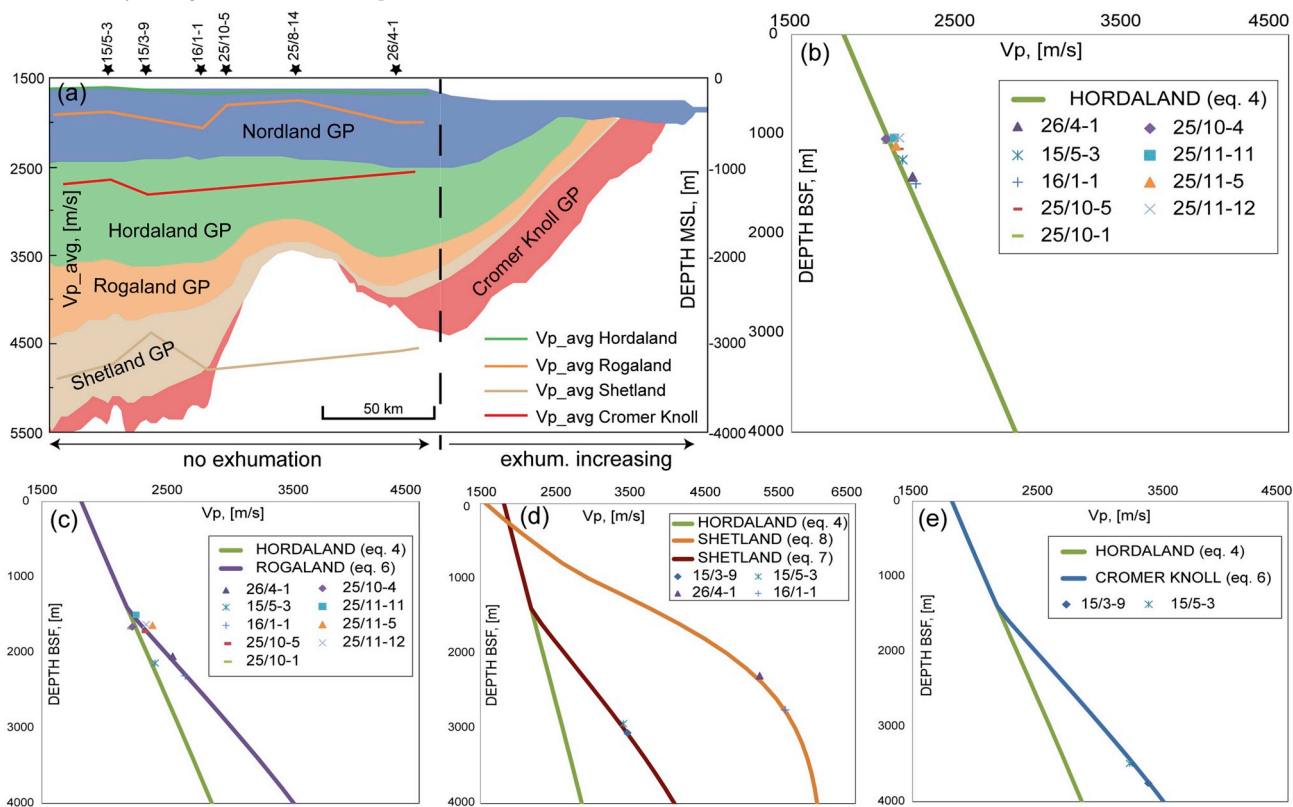 15/5-3
15/3-9
16/1-1
25/10-5
25/8-14
26/4-1
(a)
1500
2500
3500
4500
5500
Vp_avg, [m/s]
0
-1000
-2000
-3000
-4000
DEPTH MSL, [m]
Nordland GP
Hordaland GP
Rogaland GP
Shetland GP
Cromer Knoll GP
Vp_avg Hordaland
Vp_avg Rogaland
Vp_avg Shetland
Vp_avg Cromer Knoll
50 km
no exhumation
exhum. increasing
1500 2500 3500 4500
Vp, [m/s]
(b)
0
1000
2000
3000
4000
DEPTH BSF, [m]
HORDALAND (eq. 4)
26/4-1 25/10-4
15/5-3 25/11-11
16/1-1 25/11-5
25/10-5 25/11-12
25/10-1
1500 2500 3500 4500
Vp, [m/s]
(c)
0
1000
2000
3000
4000
DEPTH BSF, [m]
HORDALAND (eq. 4)
ROGALAND (eq. 6)
26/4-1 25/10-4
15/5-3 25/11-11
16/1-1 25/11-5
25/10-5 25/11-12
25/10-1
1500 2500 3500 4500 5500 6500
Vp, [m/s]
(d)
0
1000
2000
3000
4000
DEPTH BSF, [m]
HORDALAND (eq. 4)
SHETLAND (eq. 8)
SHETLAND (eq. 7)
15/3-9 15/5-3
26/4-1 16/1-1
1500 2500 3500 4500
Vp, [m/s]
(e)
0
1000
2000
3000
4000
DEPTH BSF, [m]
HORDALAND (eq. 4)
CROMER KNOLL (eq. 6)
15/3-9 15/5-3